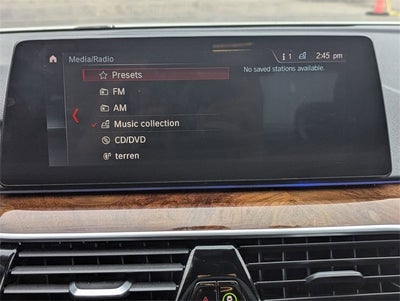 Media/Radio
1 2:45 pm
Presets
No saved stations available.
FM
AM
Music collection
CD/DVD
terren